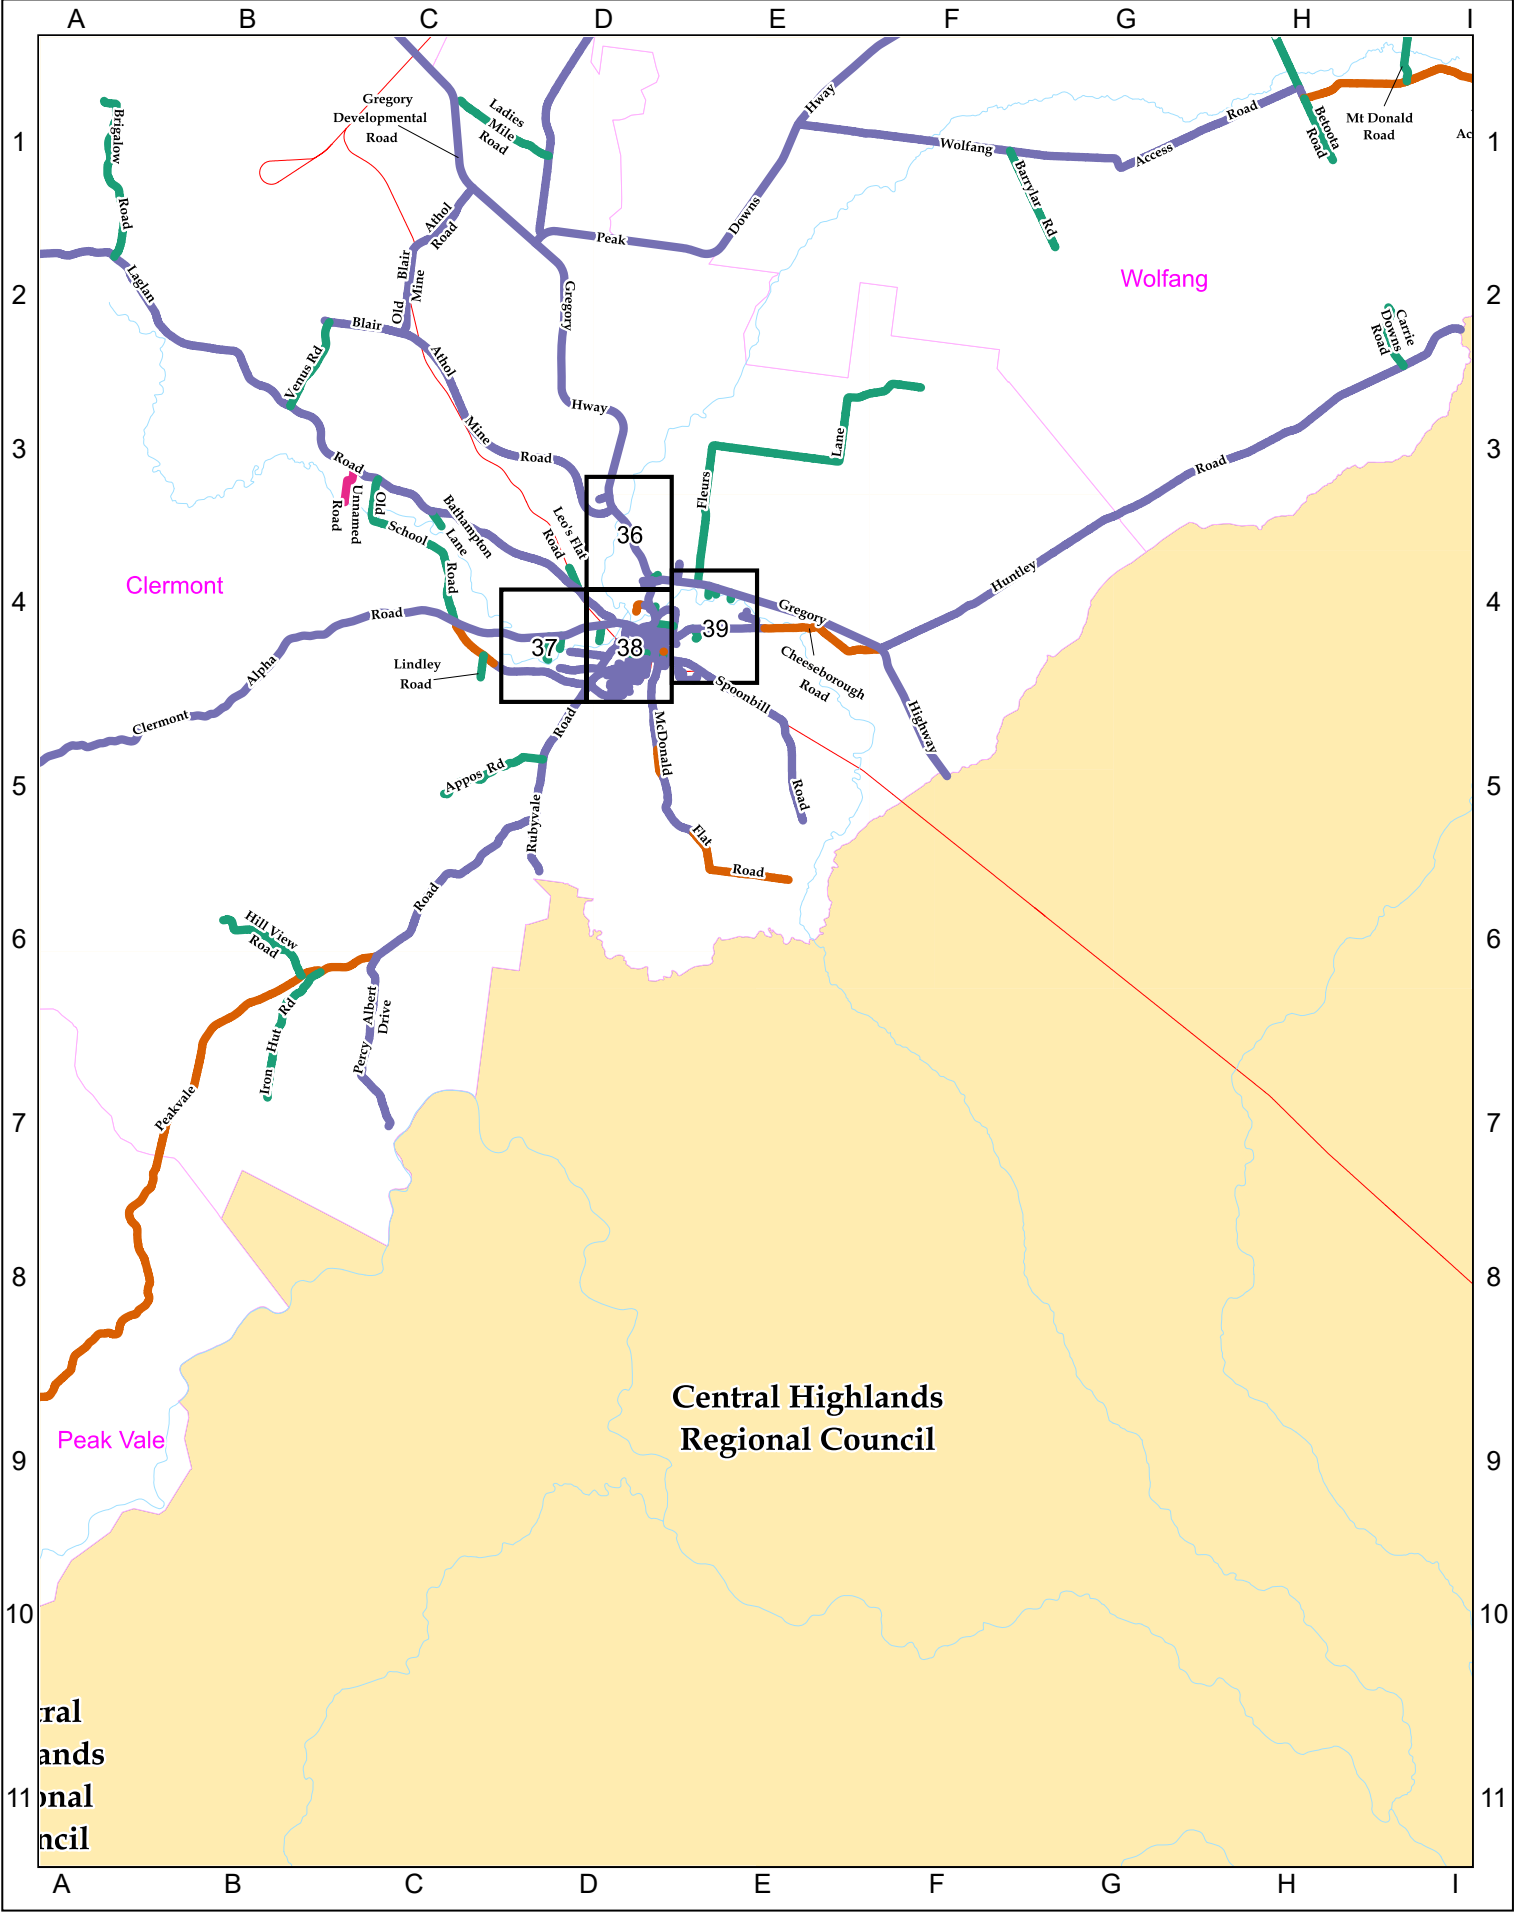 A B C D E F G H I
Gregory
Developmental
Road
Ladies
Mile
Road
Hway
Mt Donald
Road
Road
Betoota
Road
Ac
Brigalow
Road
1
1
Wolfang
Access
Barrylar Rd
Athol
Road
Downs
Peak
Wolfang
Laglan
Blair
Mine
Old
Gregory
2
2
Blair
Athol
Venus Rd
Carrie
Downs
Road
Hway
Mine
Road
Lane
3
3
Road
Road
Fleurs
Unnamed
Road
Old
School
Road
Bathampton
Lane
Leo's Flat
Road
36
Huntley
Clermont
4
4
Road
Gregory
37
38
39
Lindley
Road
Cheeseborough
Road
Alpha
Clermont
Spoonbill
Road
McDonald
Highway
Appos Rd
5
5
Road
Rubyvale
Flat
Road
Road
Hill View
Road
6
6
Iron Hut Rd
Percy
Albert
Drive
Peakvale
7
7
8
8
Central Highlands
Regional Council
Peak Vale
9
9
10
10
tral
ands
onal
ncil
11
11
A B C D E F G H I